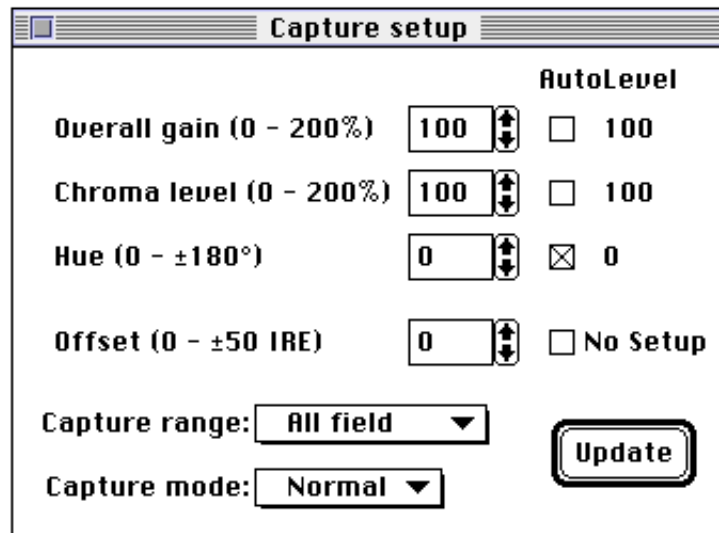 Capture setup
AutoLevel
Overall gain (0 - 200%) 100 100
Chroma level (0 - 200%) 100 100
Hue (0 - ±180°) 0 0
Offset (0 - ±50 IRE) 0 No Setup
Capture range: All field
Update
Capture mode: Normal